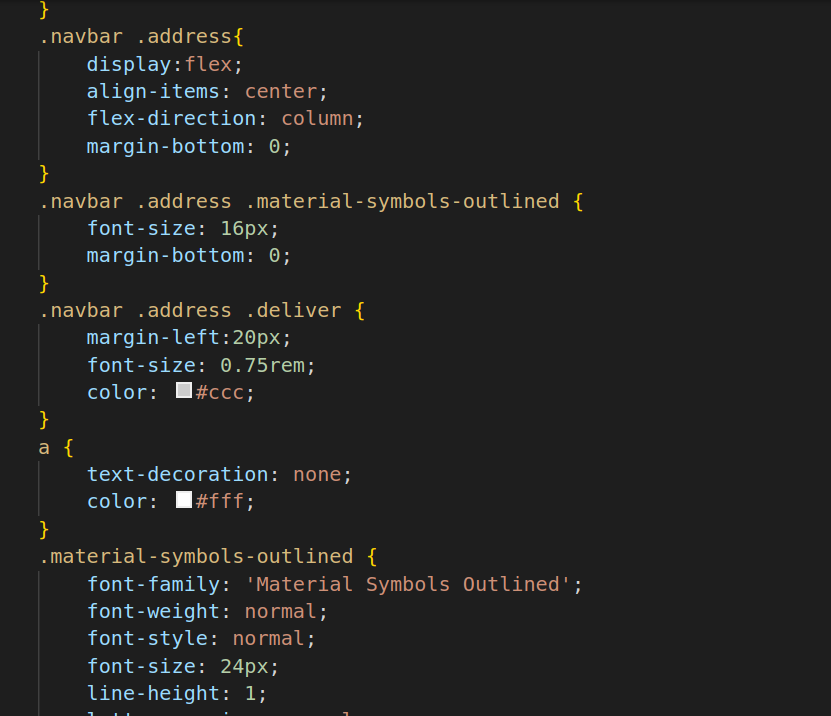 }
.navbar .address{
display:flex;
align-items: center;
flex-direction: column;
margin-bottom: 0;
}
.navbar .address .material-symbols-outlined {
font-size: 16px;
margin-bottom: 0;
}
.navbar .address .deliver {
margin-left:20px;
font-size: 0.75rem;
color: #ccc;
}
a {
text-decoration: none;
color: #fff;
}
.material-symbols-outlined {
font-family: 'Material Symbols Outlined';
font-weight: normal;
font-style: normal;
font-size: 24px;
line-height: 1;